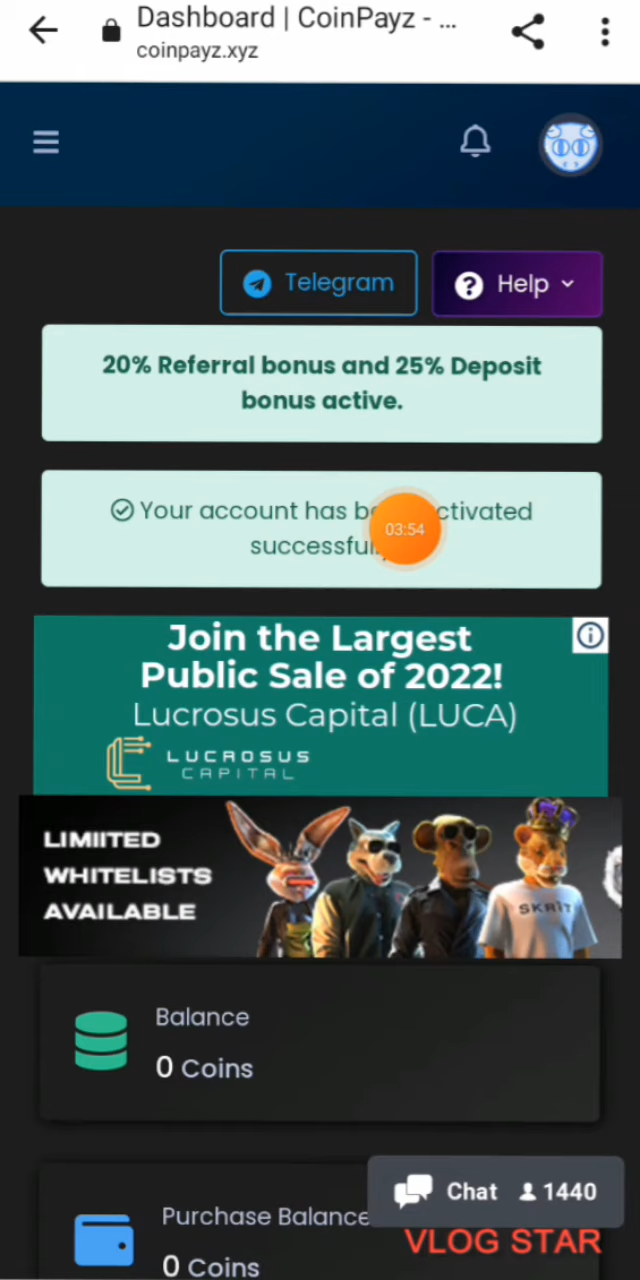 Dashboard | CoinPayz - ...
coinpayz.xyz
Telegram
Help
20% Referral bonus and 25% Deposit
bonus active.
Your account has
03:54
Join the Largest
Public Sale of 2022!
Lucrosus Capital (LUCA)
LUCROSUS
CAPITAL
LIMIITED
WHITELISTS
AVAILABLE
SKRIT
Balance
0 Coins
Chat 1440
Purchase Balance
VLOG STAR
0 Coins